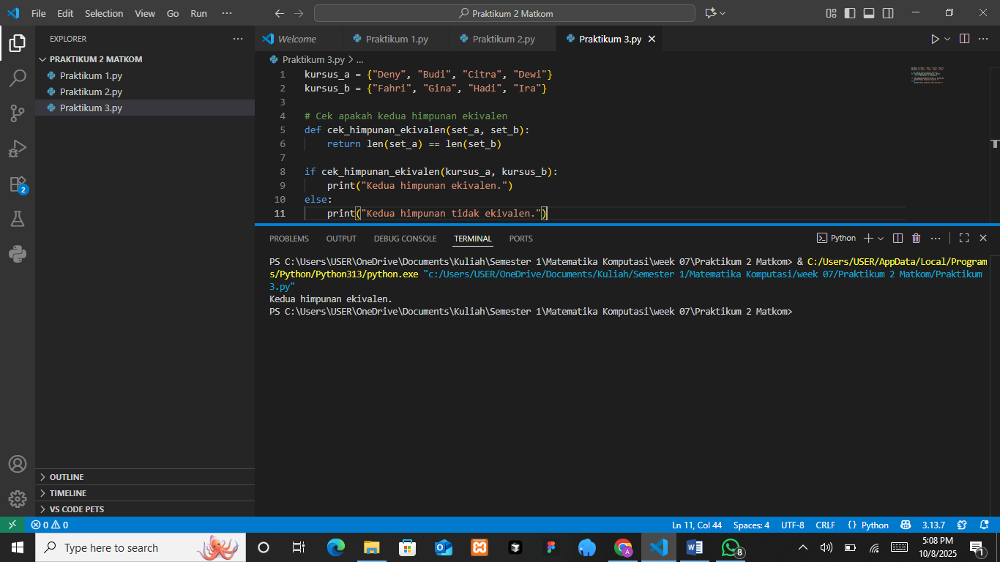 File Edit Selection View Go Run ···
Praktikum 2 Matkom
EXPLORER ···
PRAKTIKUM 2 MATKOM
Praktikum 1.py
Praktikum 2.py
Praktikum 3.py
OUTLINE
TIMELINE
VS CODE PETS
Welcome Praktikum 1.py Praktikum 2.py Praktikum 3.py
Praktikum 3.py > ...
1 kursus_a = {"Deny", "Budi", "Citra", "Dewi"}
2 kursus_b = {"Fahri", "Gina", "Hadi", "Ira"}
3
4 # Cek apakah kedua himpunan ekivalen
5 def cek_himpunan_ekivalen(set_a, set_b):
6 return len(set_a) == len(set_b)
7
8 if cek_himpunan_ekivalen(kursus_a, kursus_b):
9 print("Kedua himpunan ekivalen.")
10 else:
11 print("Kedua himpunan tidak ekivalen.")
PROBLEMS OUTPUT DEBUG CONSOLE TERMINAL PORTS Python
PS C:\Users\USER\OneDrive\Documents\Kuliah\Semester 1\Matematika Komputasi\week 07\Praktikum 2 Matkom> & C:/Users/USER/AppData/Local/Program
s/Python/Python313/python.exe "c:/Users/USER/OneDrive/Documents/Kuliah/Semester 1/Matematika Komputasi/week 07/Praktikum 2 Matkom/Praktikum
3.py"
Kedua himpunan ekivalen.
PS C:\Users\USER\OneDrive\Documents\Kuliah\Semester 1\Matematika Komputasi\week 07\Praktikum 2 Matkom>
2
0 0 Ln 11, Col 44 Spaces: 4 UTF-8 CRLF {} Python 3.13.7
Type here to search
A
8
5:08 PM
10/8/2025
1